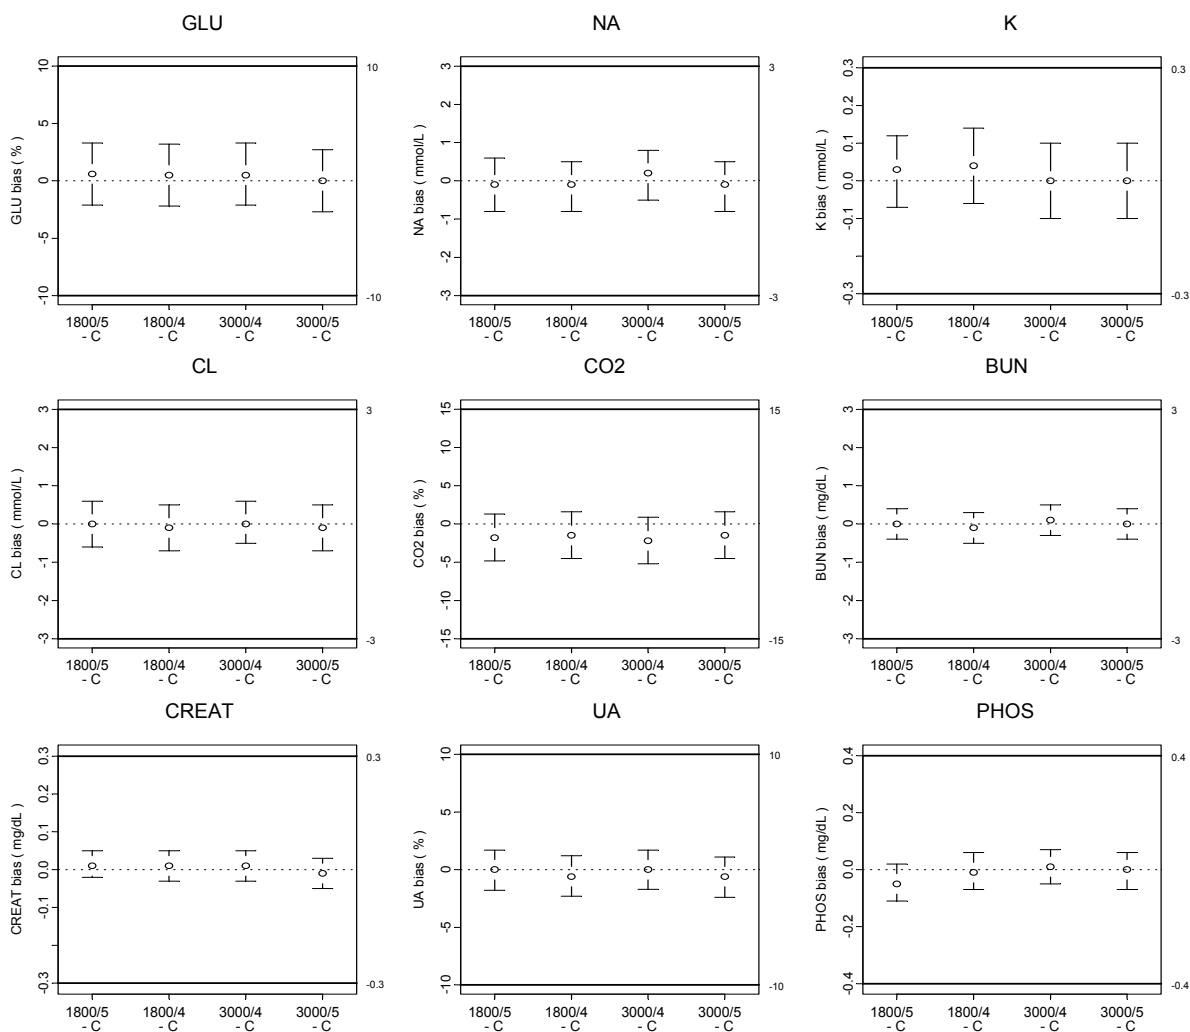 GLU NA K
GLU bias ( % )
10
5
0
-5
-10
10
-10
1800/5 1800/4 3000/4 3000/5
- C - C - C - C
NA bias ( mmol/L )
3
2
1
0
-1
-2
-3
3
-3
1800/5 1800/4 3000/4 3000/5
- C - C - C - C
K bias ( mmol/L )
0.3
0.2
0.1
0.0
-0.1
-0.3
0.3
-0.3
1800/5 1800/4 3000/4 3000/5
- C - C - C - C
CL CO2 BUN
CL bias ( mmol/L )
3
2
1
0
-1
-2
-3
3
-3
1800/5 1800/4 3000/4 3000/5
- C - C - C - C
CO2 bias ( % )
15
10
5
0
-5
-10
-15
15
-15
1800/5 1800/4 3000/4 3000/5
- C - C - C - C
BUN bias ( mg/dL )
3
2
1
0
-1
-2
-3
3
-3
1800/5 1800/4 3000/4 3000/5
- C - C - C - C
CREAT UA PHOS
CREAT bias ( mg/dL )
0.3
0.2
0.1
0.0
-0.1
-0.3
0.3
-0.3
1800/5 1800/4 3000/4 3000/5
- C - C - C - C
UA bias ( % )
10
5
0
-5
-10
10
-10
1800/5 1800/4 3000/4 3000/5
- C - C - C - C
PHOS bias ( mg/dL )
0.4
0.2
0.0
-0.2
-0.4
0.4
-0.4
1800/5 1800/4 3000/4 3000/5
- C - C - C - C